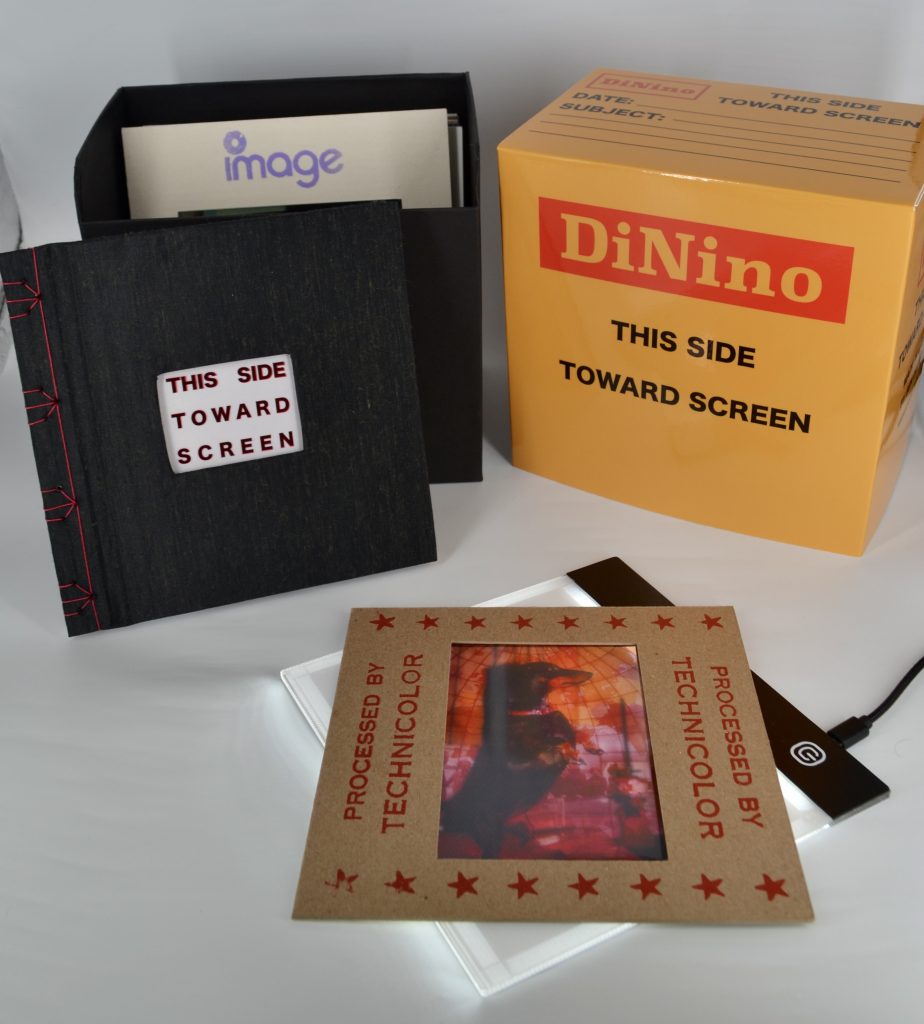 image
DiNino
THIS SIDE
TOWARD SCREEN
DATE:
SUBJECT:
DiNino
THIS SIDE
TOWARD SCREEN
THIS SIDE
TOWARD
SCREEN
PROCESSED BY
TECHNICOLOR
PROCESSED BY
TECHNICOLOR
G